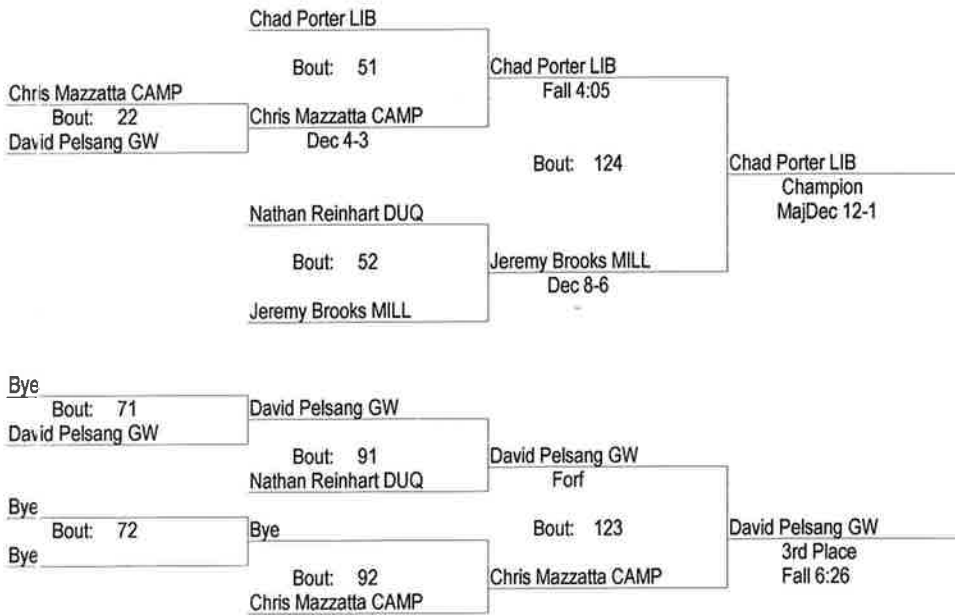 Chad Porter LIB
Bout: 51
Chad Porter LIB
Fall 4:05
Chris Mazzatta CAMP
Bout: 22
David Pelsang GW
Chris Mazzatta CAMP
Dec 4-3
Bout: 124
Chad Porter LIB
Champion
MajDec 12-1
Nathan Reinhart DUQ
Bout: 52
Jeremy Brooks MILL
Dec 8-6
Jeremy Brooks MILL
Bye
Bout: 71
David Pelsang GW
David Pelsang GW
Bout: 91
Nathan Reinhart DUQ
David Pelsang GW
Forf
Bye
Bout: 72
Bye
Bye
Bout: 92
Chris Mazzatta CAMP
Bout: 123
Chris Mazzatta CAMP
David Pelsang GW
3rd Place
Fall 6:26